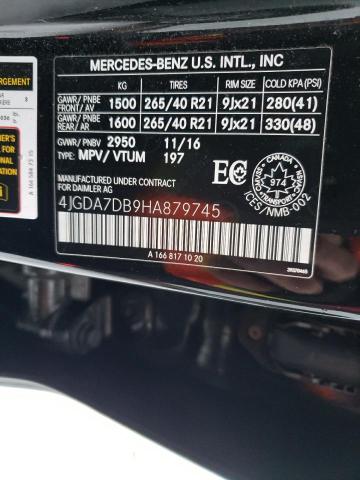 MERCEDES-BENZ U.S. INTL., INC
KG TIRES RIM SIZE COLD KPA (PSI)
GAWR/ PNBE FRONT/ AV 1500 265/40 R21 9Jx21 280(41)
GAWR/ PNBE REAR/ AR 1600 265/40 R21 9Jx21 330(48)
GVWR/ PNBV 2950 11/16
TYPE: MPV/ VTUM 197
MANUFACTURED UNDER CONTRACT
FOR DAIMLER AG
EC
CANADA
974
TRANSPORT
ICES/NMB-002
4JGDA7DB9HA879745
A 166 817 10 20